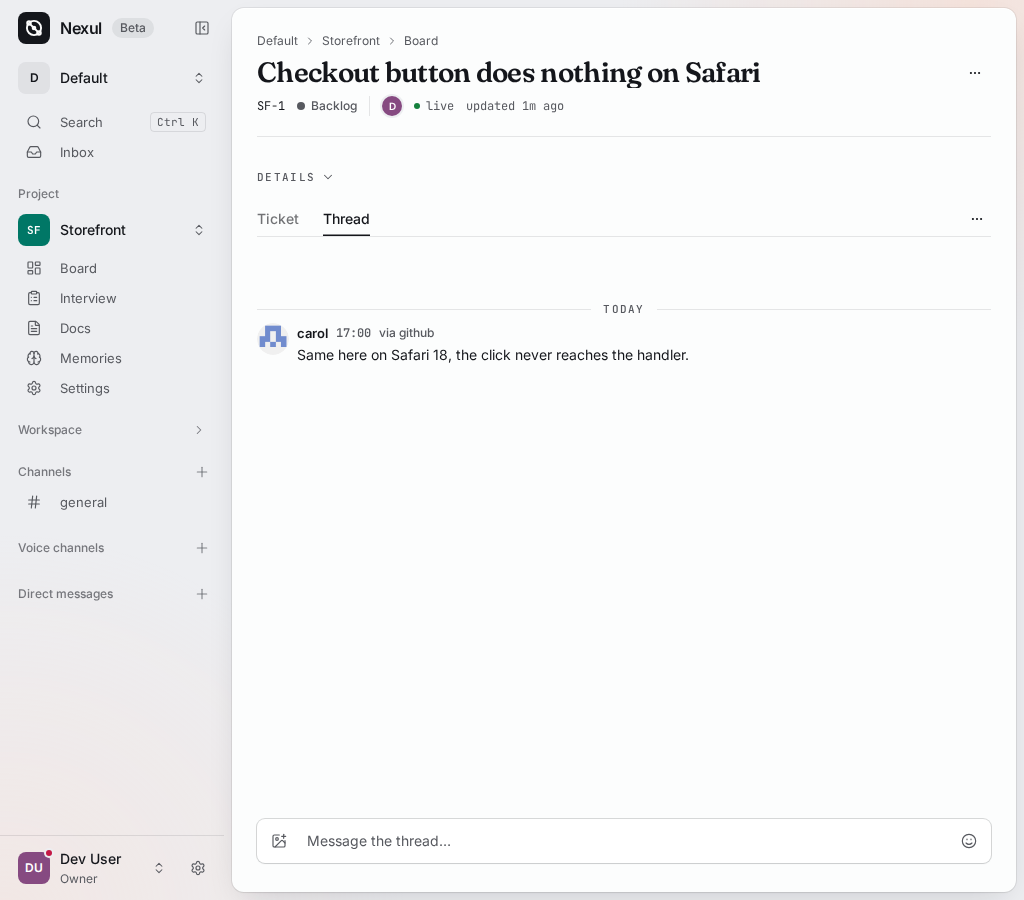 Nexul Beta
D Default
Search Ctrl K
Inbox
Project
SF Storefront
Board
Interview
Docs
Memories
Settings
Workspace
Channels
general
Voice channels
Direct messages
DU Dev User
Owner
Default Storefront Board
Checkout button does nothing on Safari
SF-1 Backlog D live updated 1m ago
DETAILS
Ticket Thread
TODAY
carol 17:00 via github
Same here on Safari 18, the click never reaches the handler.
Message the thread...